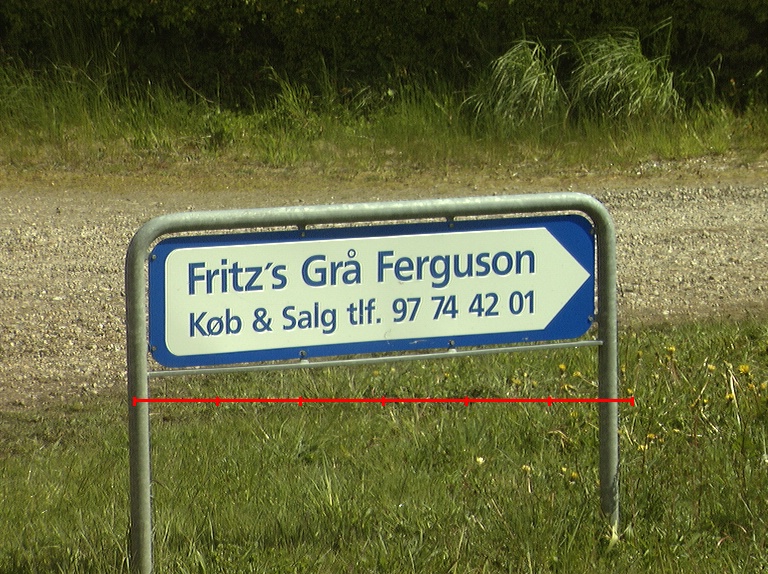 Fritz's Grå Ferguson
Køb & Salg tlf. 97 74 42 01